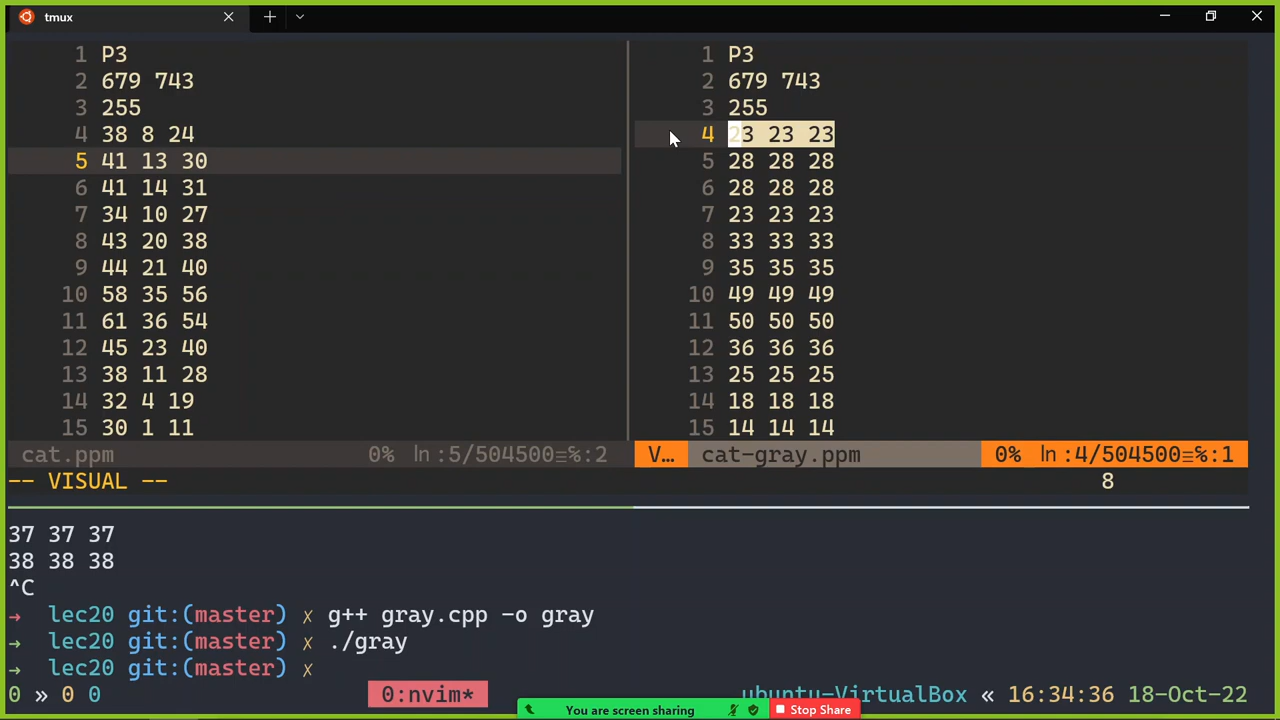 tmux
1 P3
2 679 743
3 255
4 38 8 24
5 41 13 30
6 41 14 31
7 34 10 27
8 43 20 38
9 44 21 40
10 58 35 56
11 61 36 54
12 45 23 40
13 38 11 28
14 32 4 19
15 30 1 11
cat.ppm 0% ln :5/504500≡℅:2
1 P3
2 679 743
3 255
4 23 23 23
5 28 28 28
6 28 28 28
7 23 23 23
8 33 33 33
9 35 35 35
10 49 49 49
11 50 50 50
12 36 36 36
13 25 25 25
14 18 18 18
15 14 14 14
V… cat-gray.ppm 0% ln :4/504500≡℅:1
-- VISUAL -- 8
37 37 37
38 38 38
^C
→ lec20 git:(master) ✗ g++ gray.cpp -o gray
→ lec20 git:(master) ✗ ./gray
→ lec20 git:(master) ✗
0 » 0 0 0:nvim* ubuntu-VirtualBox « 16:34:36 18-Oct-22
You are screen sharing Stop Share